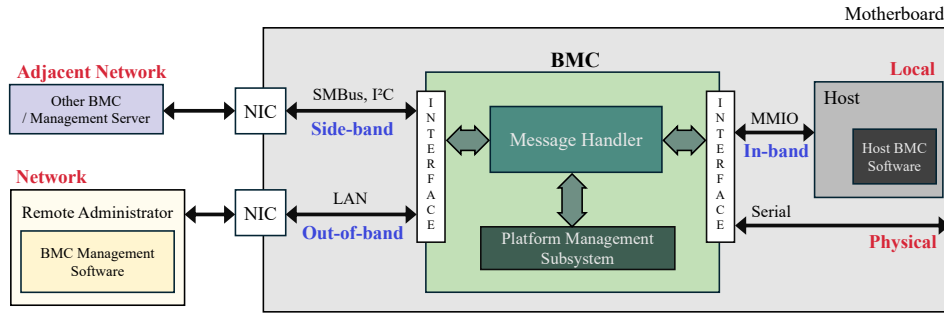 Motherboard
Adjacent Network
Other BMC
/ Management Server
NIC
SMBus, I²C
Side-band
BMC
INTERFACE
Message Handler
INTERFACE
MMIO
In-band
Local
Host
Host BMC
Software
Network
Remote Administrator
BMC Management
Software
NIC
LAN
Out-of-band
Platform Management
Subsystem
Serial
Physical